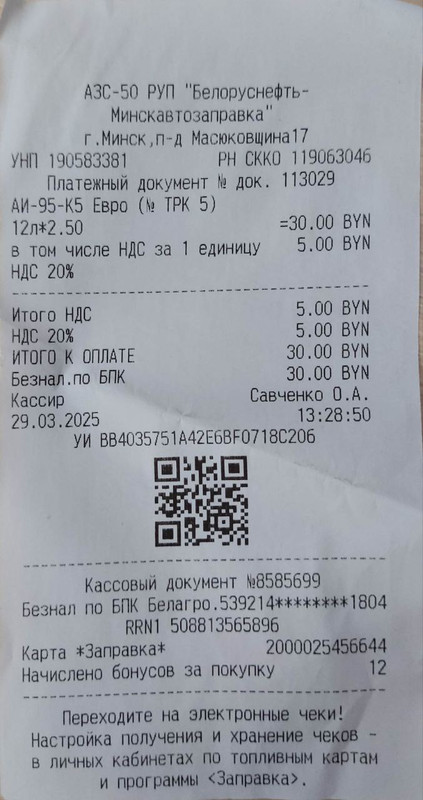 АЗС-50 РУП "Белоруснефть-
Минскавтозаправка"
г.Минск,п-д Масюковщина17
УНП 190583381 РН СККО 119063046
Платежный документ № док. 113029
АИ-95-К5 Евро (№ ТРК 5)
12л*2.50 =30.00 BYN
в том числе НДС за 1 единицу 5.00 BYN
НДС 20%
Итого НДС 5.00 BYN
НДС 20% 5.00 BYN
ИТОГО К ОПЛАТЕ 30.00 BYN
Безнал.по БПК 30.00 BYN
Кассир Савченко О.А.
29.03.2025 13:28:50
УИ BB4035751A42E6BF0718C206
Кассовый документ №8585699
Безнал по БПК Белагро.539214********1804
RRN1 508813565896
Карта *Заправка* 2000025456644
Начислено бонусов за покупку 12
Переходите на электронные чеки!
Настройка получения и хранение чеков -
в личных кабинетах по топливным картам
и программы <Заправка>.